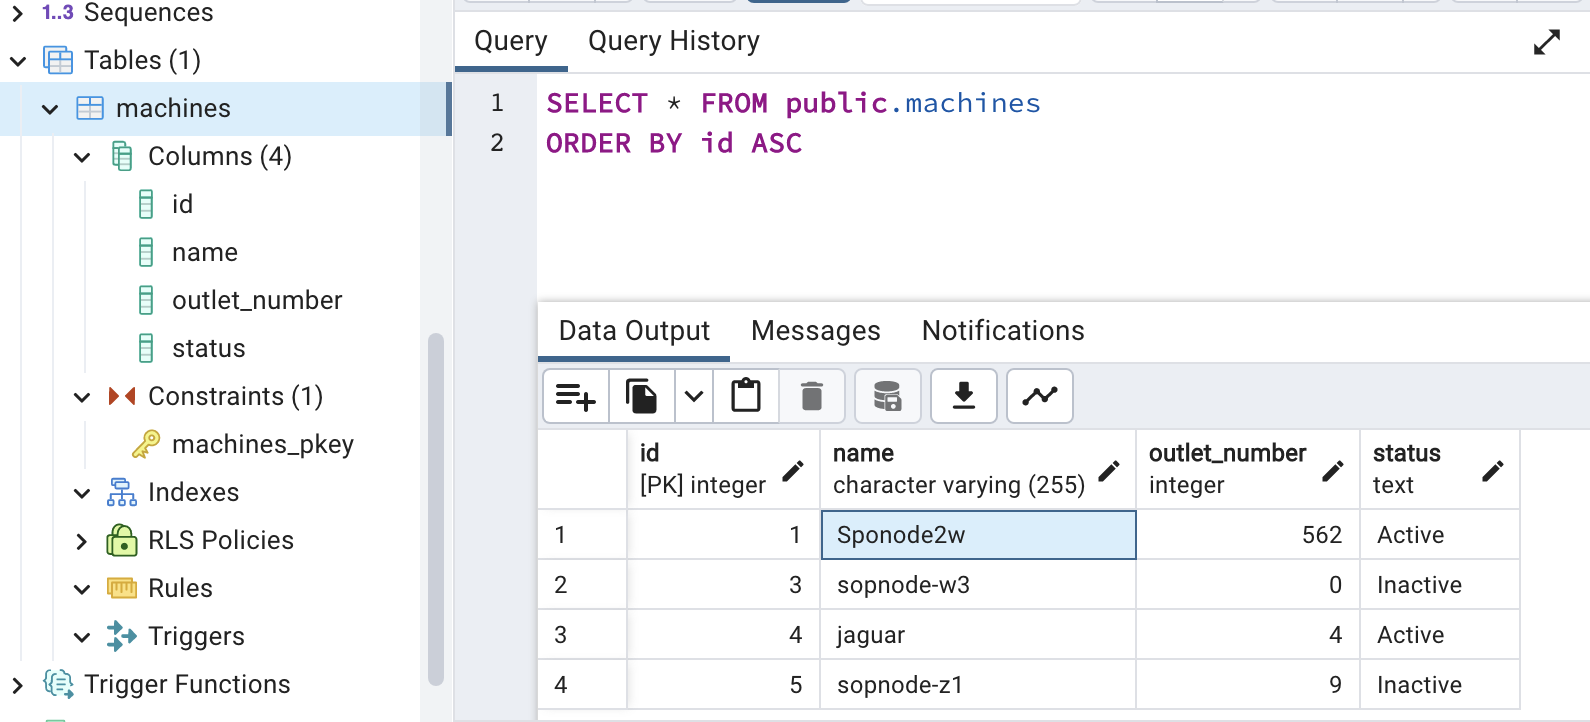 1..3 Sequences
Tables (1)
machines
Columns (4)
id
name
outlet_number
status
Constraints (1)
machines_pkey
Indexes
RLS Policies
Rules
Triggers
Trigger Functions
Query Query History
1 SELECT * FROM public.machines
2 ORDER BY id ASC
Data Output Messages Notifications
id name outlet_number status
[PK] integer character varying (255) integer text
1 1 Sponode2w 562 Active
2 3 sopnode-w3 0 Inactive
3 4 jaguar 4 Active
4 5 sopnode-z1 9 Inactive